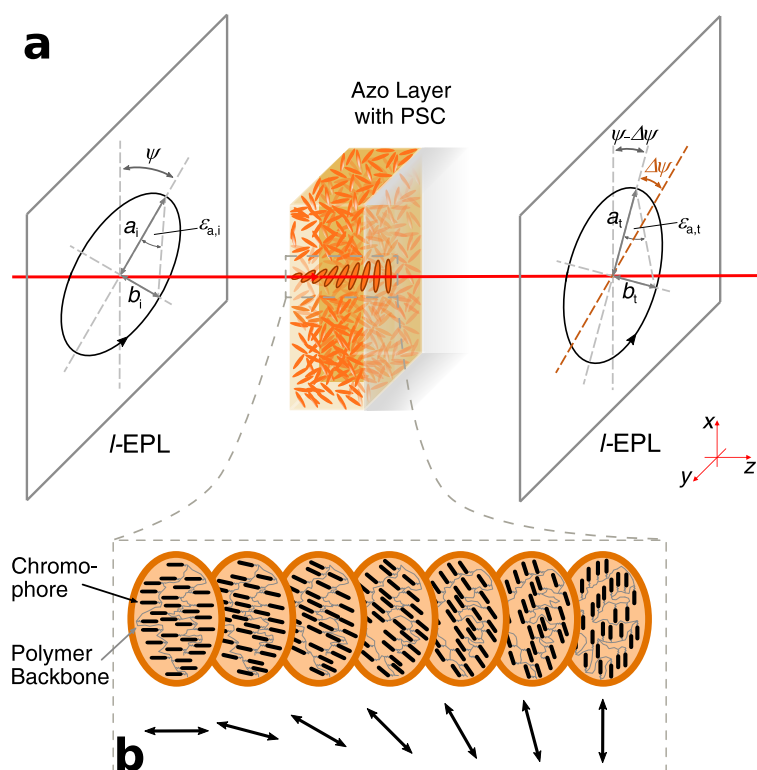 a
Azo Layer
with PSC
ψ
a_i
ε_a,i
b_i
l-EPL
ψ-Δψ
Δψ
a_t
ε_a,t
b_t
l-EPL
x
y
z
Chromo-
phore
Polymer
Backbone
b